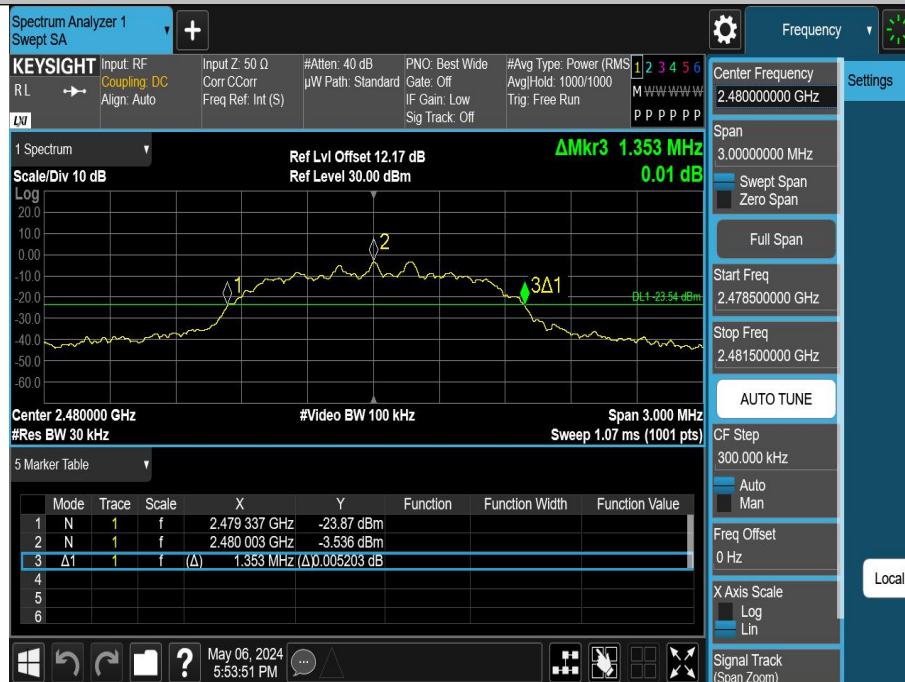 Spectrum Analyzer 1
Swept SA
+
Frequency
KEYSIGHT
RL
LXI
Input: RF
Coupling: DC
Align: Auto
Input Z: 50 Ω
Corr CCorr
Freq Ref: Int (S)
#Atten: 40 dB
µW Path: Standard
PNO: Best Wide
Gate: Off
IF Gain: Low
Sig Track: Off
#Avg Type: Power (RMS
Avg|Hold: 1000/1000
Trig: Free Run
1 2 3 4 5 6
M W W W W W
P P P P P P
1 Spectrum
Scale/Div 10 dB
Ref Lvl Offset 12.17 dB
Ref Level 30.00 dBm
ΔMkr3 1.353 MHz
0.01 dB
Log
20.0
10.0
0.00
-10.0
-20.0
-30.0
-40.0
-50.0
-60.0
1
2
3Δ1
DL1 -23.54 dBm
Center 2.480000 GHz
#Video BW 100 kHz
Span 3.000 MHz
#Res BW 30 kHz
Sweep 1.07 ms (1001 pts)
5 Marker Table
Mode Trace Scale X Y Function Function Width Function Value
1 N 1 f 2.479 337 GHz -23.87 dBm
2 N 1 f 2.480 003 GHz -3.536 dBm
3 Δ1 1 f (Δ) 1.353 MHz (Δ)0.005203 dB
4
5
6
?
May 06, 2024
5:53:51 PM
Center Frequency
2.480000000 GHz
Settings
Span
3.00000000 MHz
Swept Span
Zero Span
Full Span
Start Freq
2.478500000 GHz
Stop Freq
2.481500000 GHz
AUTO TUNE
CF Step
300.000 kHz
Auto
Man
Freq Offset
0 Hz
X Axis Scale
Log
Lin
Signal Track
(Span Zoom)
Local